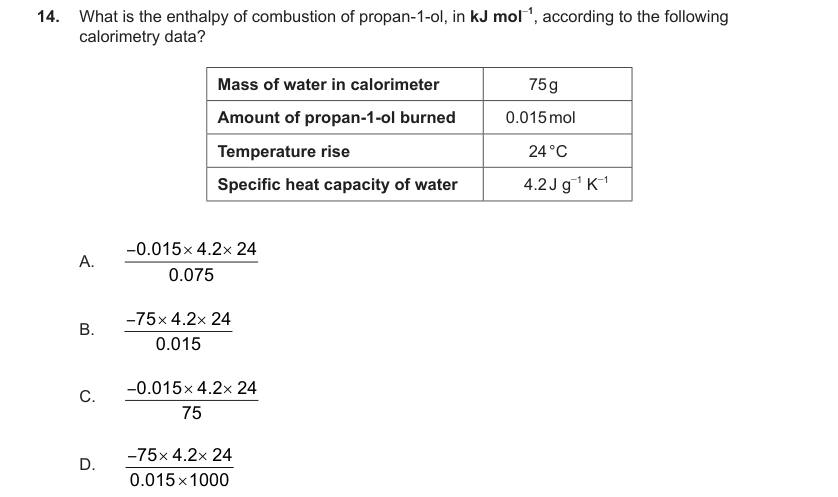 14. What is the enthalpy of combustion of propan-1-ol, in kJ mol⁻¹, according to the following
calorimetry data?
Mass of water in calorimeter 75 g
Amount of propan-1-ol burned 0.015 mol
Temperature rise 24 °C
Specific heat capacity of water 4.2 J g⁻¹ K⁻¹
A. −0.015× 4.2× 24
0.075
B. −75× 4.2× 24
0.015
C. −0.015× 4.2× 24
75
D. −75× 4.2× 24
0.015×1000